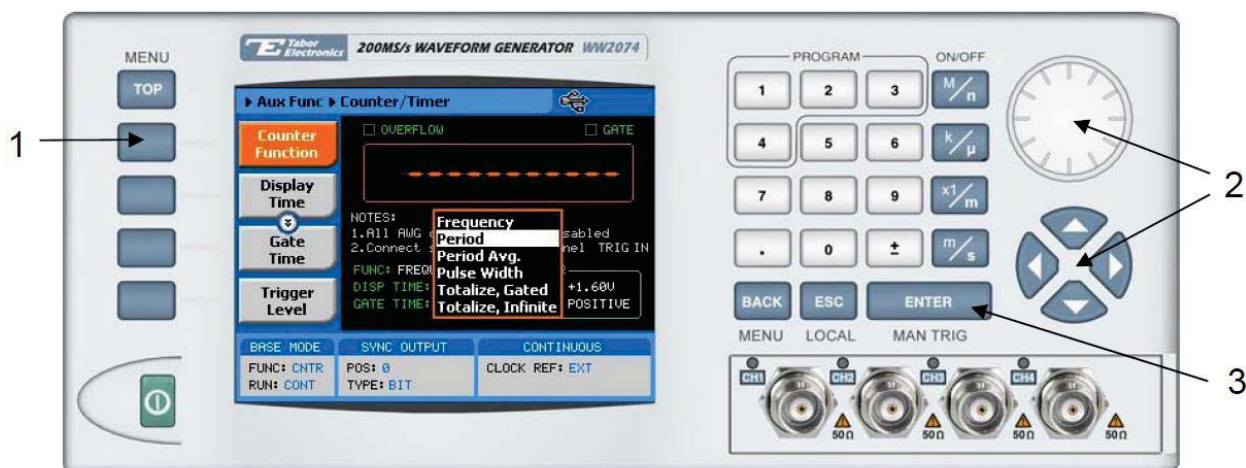 MENU
TOP
1
Tabor
Electronics
200MS/s WAVEFORM GENERATOR WW2074
Aux Func Counter/Timer
Counter
Function
Display
Time
Gate
Time
Trigger
Level
OVERFLOW
GATE
NOTES:
1.All AWG
sabled
2.Connect
nel TRIG IN
FUNC: FREQU
DISP TIME:
+1.60V
GATE TIME:
POSITIVE
Frequency
Period
Period Avg.
Pulse Width
Totalize, Gated
Totalize, Infinite
BASE MODE
FUNC: CNTR
RUN: CONT
SYNC OUTPUT
POS: 0
TYPE: BIT
CONTINUOUS
CLOCK REF: EXT
PROGRAM
ON/OFF
1 2 3 M/n
4 5 6 k/µ
7 8 9 x1/m
. 0 ± m/s
BACK ESC ENTER
MENU LOCAL MAN TRIG
2
3
CH1 CH2 CH3 CH4
50Ω 50Ω 50Ω 50Ω